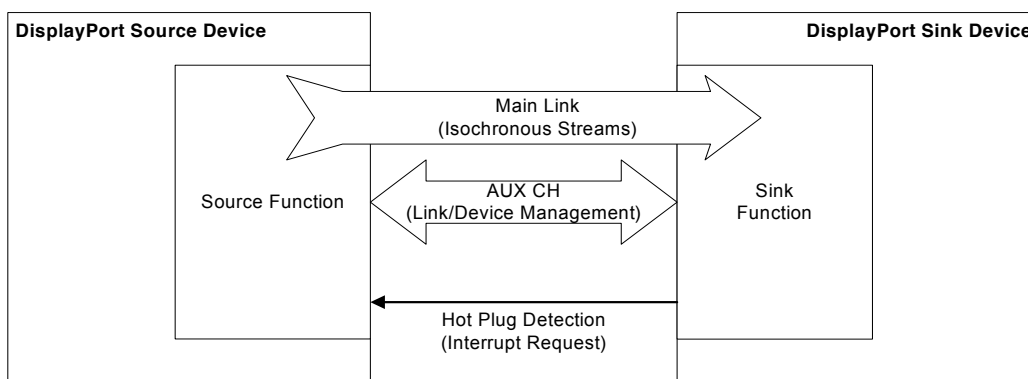 DisplayPort Source Device
DisplayPort Sink Device
Main Link
(Isochronous Streams)
AUX CH
(Link/Device Management)
Source Function
Sink
Function
Hot Plug Detection
(Interrupt Request)